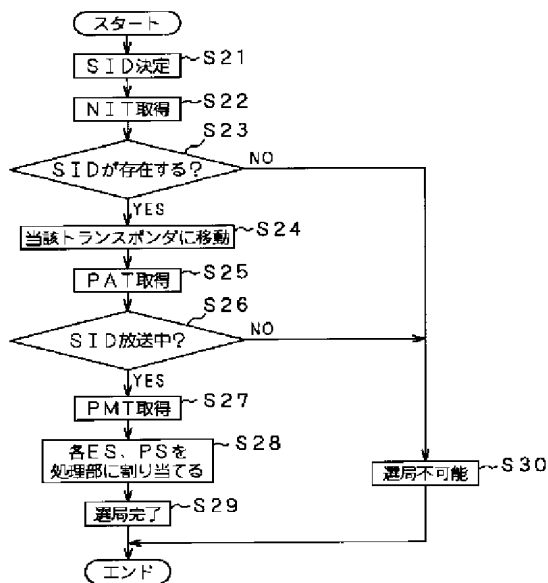 スタート
SID決定
S21
NIT取得
S22
S23
SIDが存在する?
NO
YES
S24
当該トランスポンダに移動
PAT取得
S25
S26
SID放送中?
NO
YES
PMT取得
S27
各ES、PSを
処理部に割り当てる
S28
選局不可能
S30
選局完了
S29
エンド